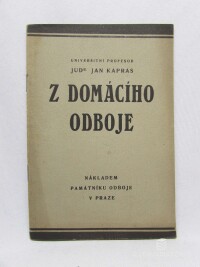 UNIVERSITNÍ PROFESOR
JUDR JAN KAPRAS
Z DOMÁCÍHO
ODBOJE
NÁKLADEM
PAMÁTNÍKU ODBOJE
V PRAZE